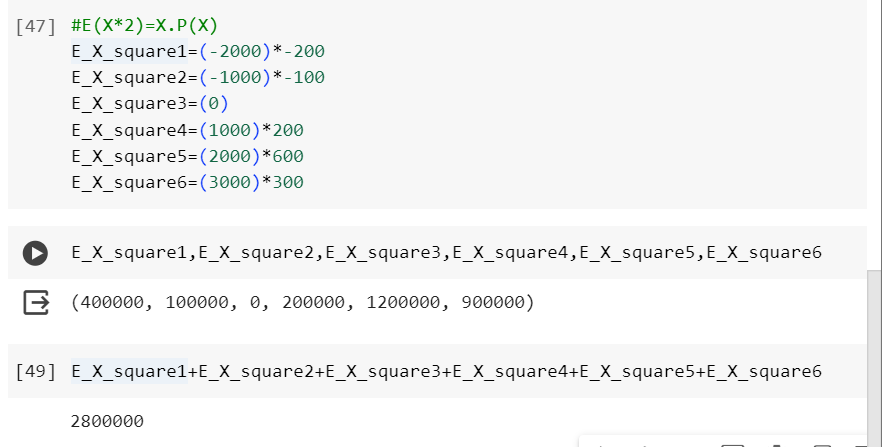 [47] #E(X*2)=X.P(X)
E_X_square1=(-2000)*-200
E_X_square2=(-1000)*-100
E_X_square3=(0)
E_X_square4=(1000)*200
E_X_square5=(2000)*600
E_X_square6=(3000)*300
E_X_square1,E_X_square2,E_X_square3,E_X_square4,E_X_square5,E_X_square6
(400000, 100000, 0, 200000, 1200000, 900000)
[49] E_X_square1+E_X_square2+E_X_square3+E_X_square4+E_X_square5+E_X_square6
2800000